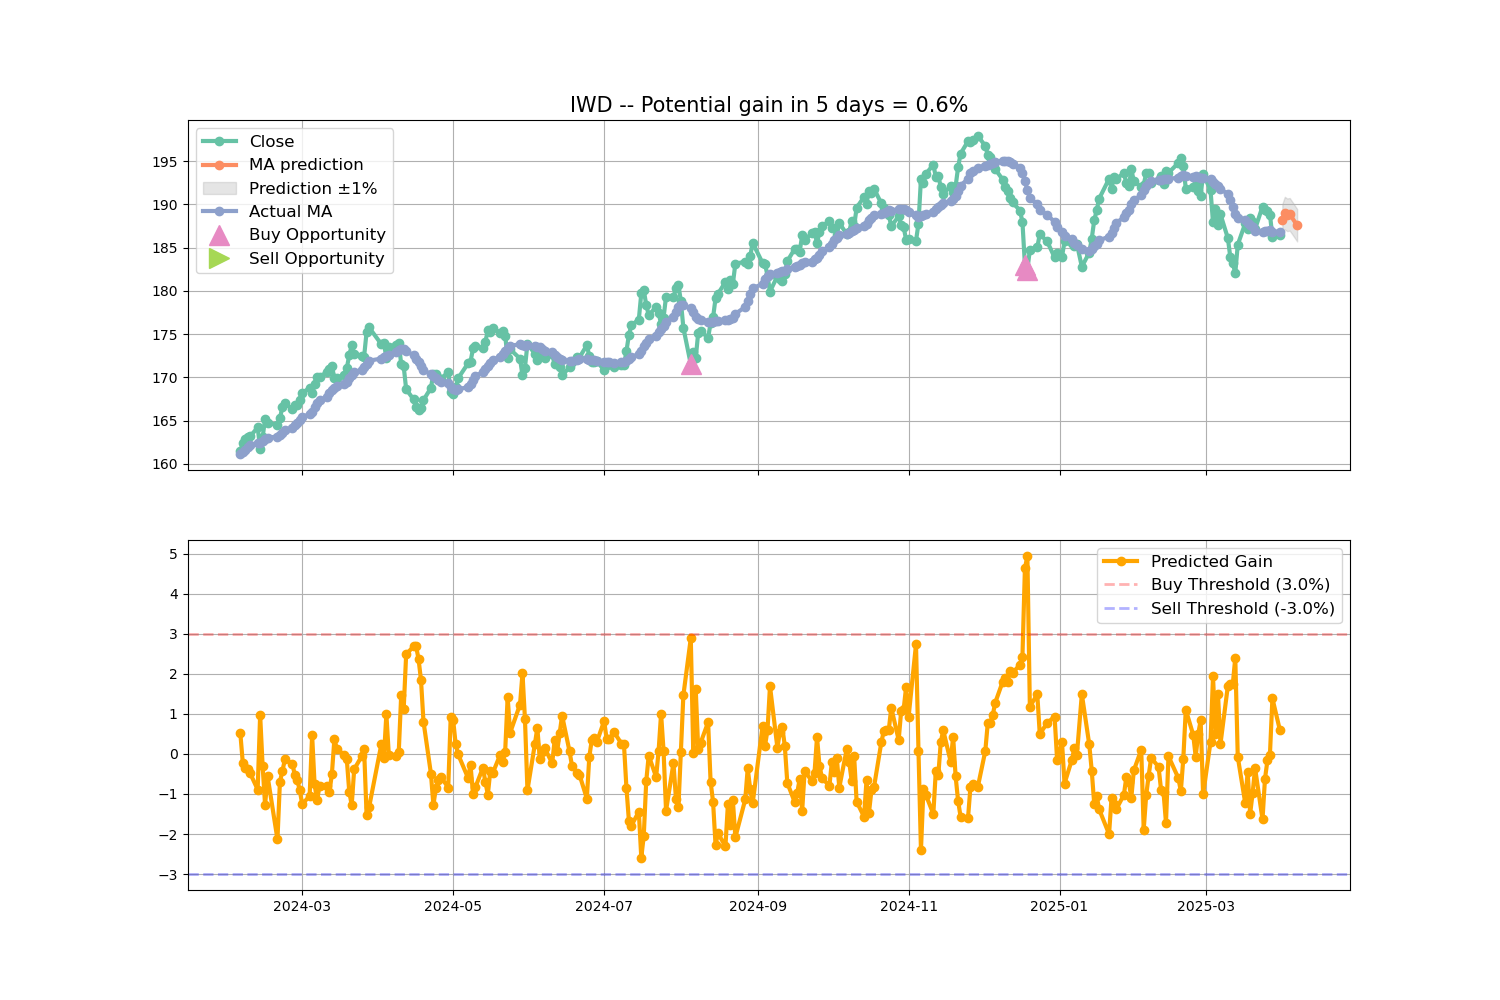 IWD -- Potential gain in 5 days = 0.6%
Close
MA prediction
Prediction ±1%
Actual MA
Buy Opportunity
Sell Opportunity
195
190
185
180
175
170
165
160
Predicted Gain
Buy Threshold (3.0%)
Sell Threshold (-3.0%)
5
4
3
2
1
0
−1
−2
−3
2024-03 2024-05 2024-07 2024-09 2024-11 2025-01 2025-03